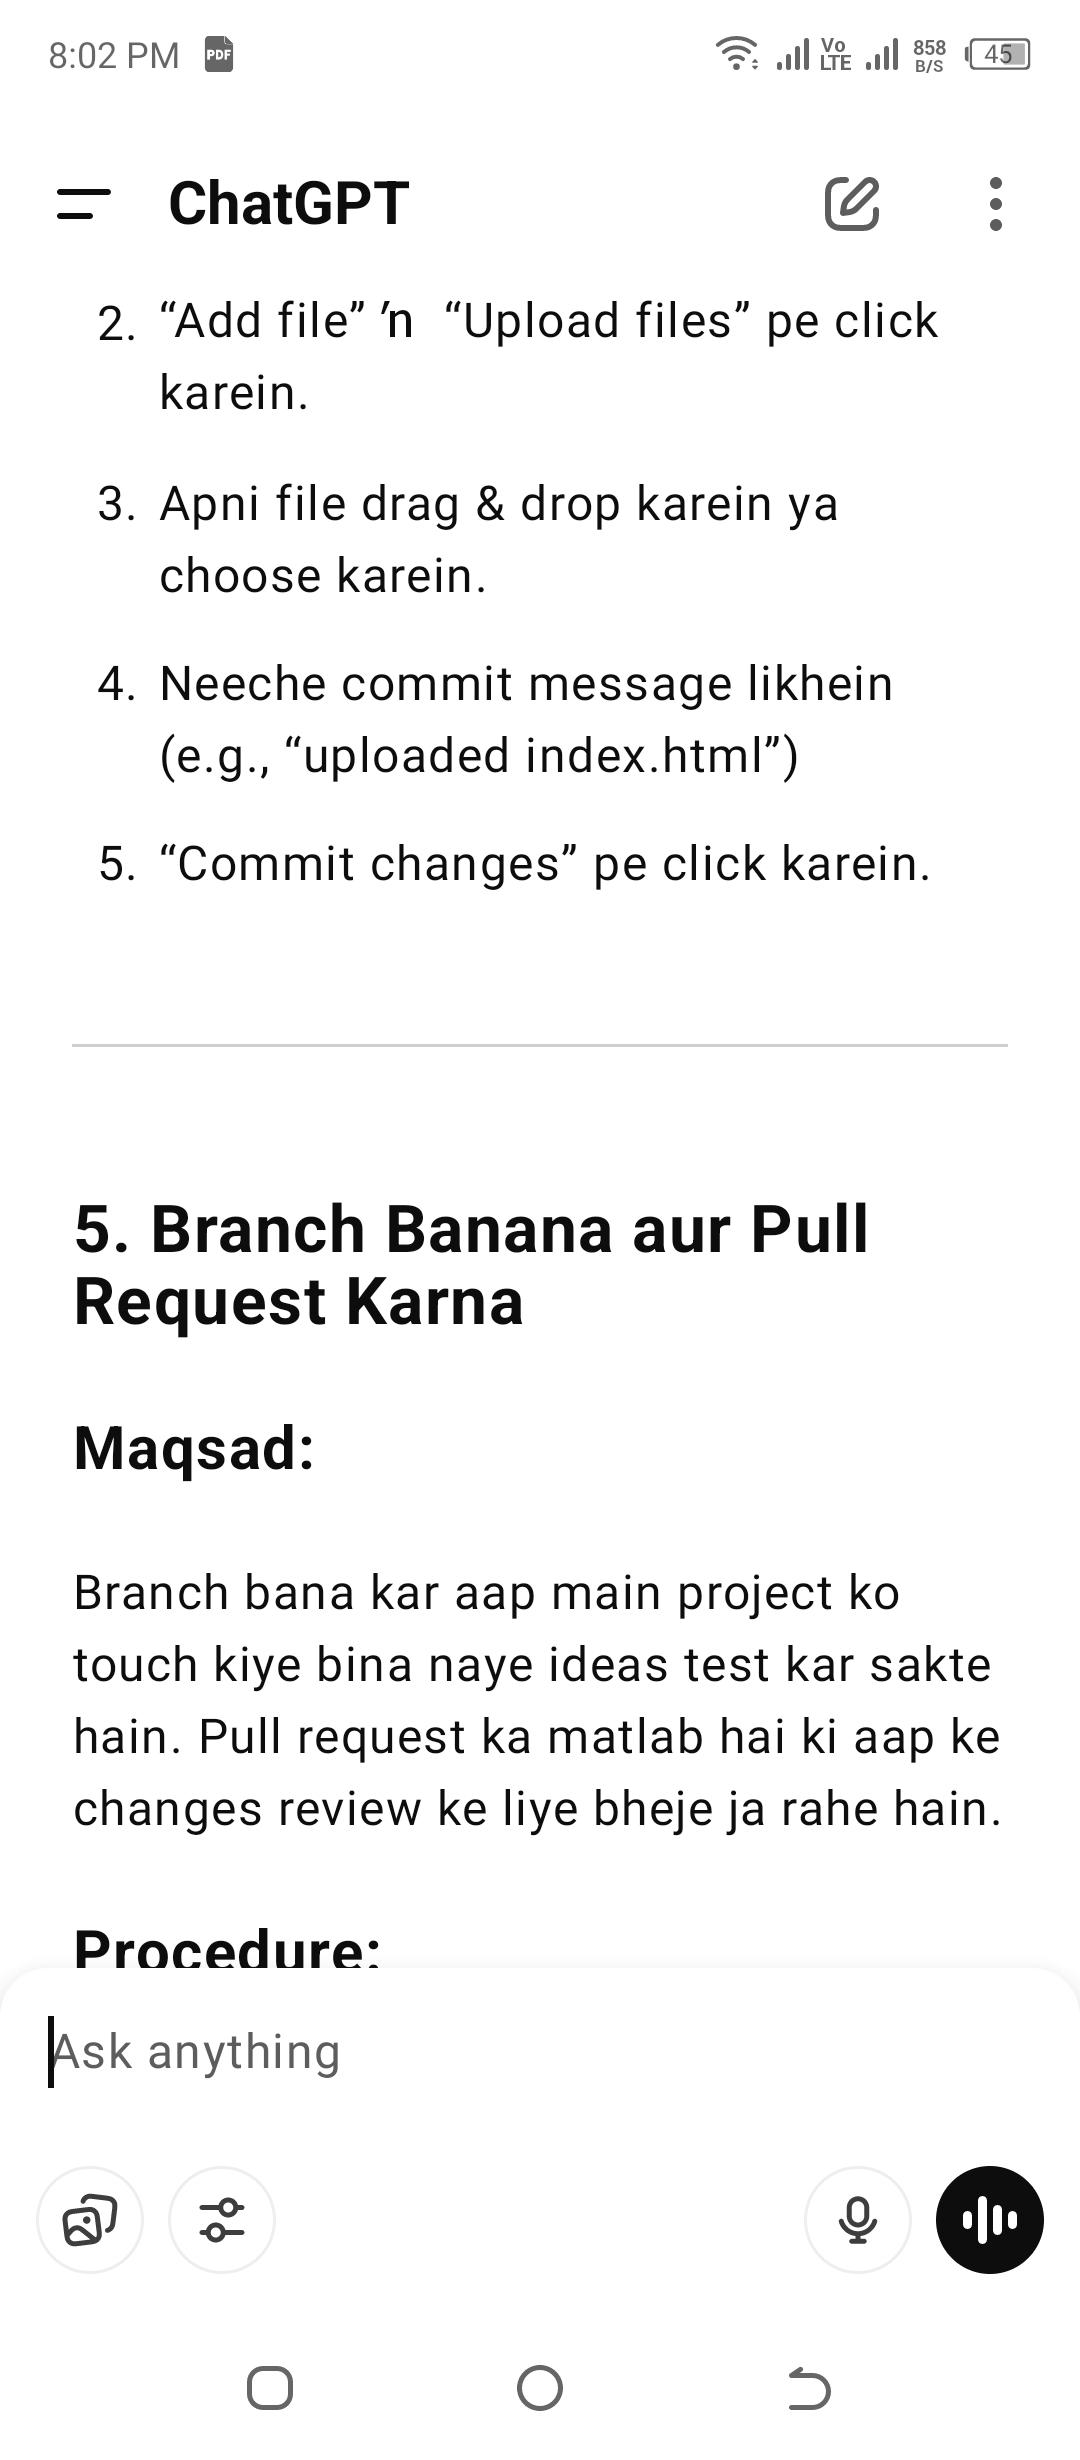 8:02 PM PDF Vo LTE 858 B/S 45
ChatGPT
2. “Add file” ’n “Upload files” pe click
karein.
3. Apni file drag & drop karein ya
choose karein.
4. Neeche commit message likhein
(e.g., “uploaded index.html”)
5. “Commit changes” pe click karein.
5. Branch Banana aur Pull
Request Karna
Maqsad:
Branch bana kar aap main project ko
touch kiye bina naye ideas test kar sakte
hain. Pull request ka matlab hai ki aap ke
changes review ke liye bheje ja rahe hain.
Procedure:
Ask anything